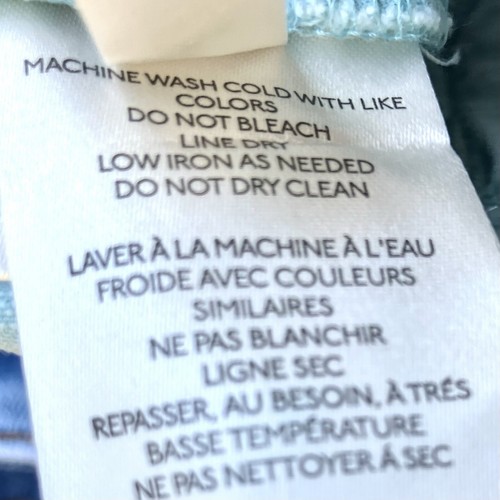 MACHINE WASH COLD WITH LIKE
COLORS
DO NOT BLEACH
LINE DRY
LOW IRON AS NEEDED
DO NOT DRY CLEAN
LAVER À LA MACHINE À L'EAU
FROIDE AVEC COULEURS
SIMILAIRES
NE PAS BLANCHIR
LIGNE SEC
REPASSER, AU BESOIN, À TRÉS
BASSE TEMPÉRATURE
NE PAS NETTOYER Á SEC